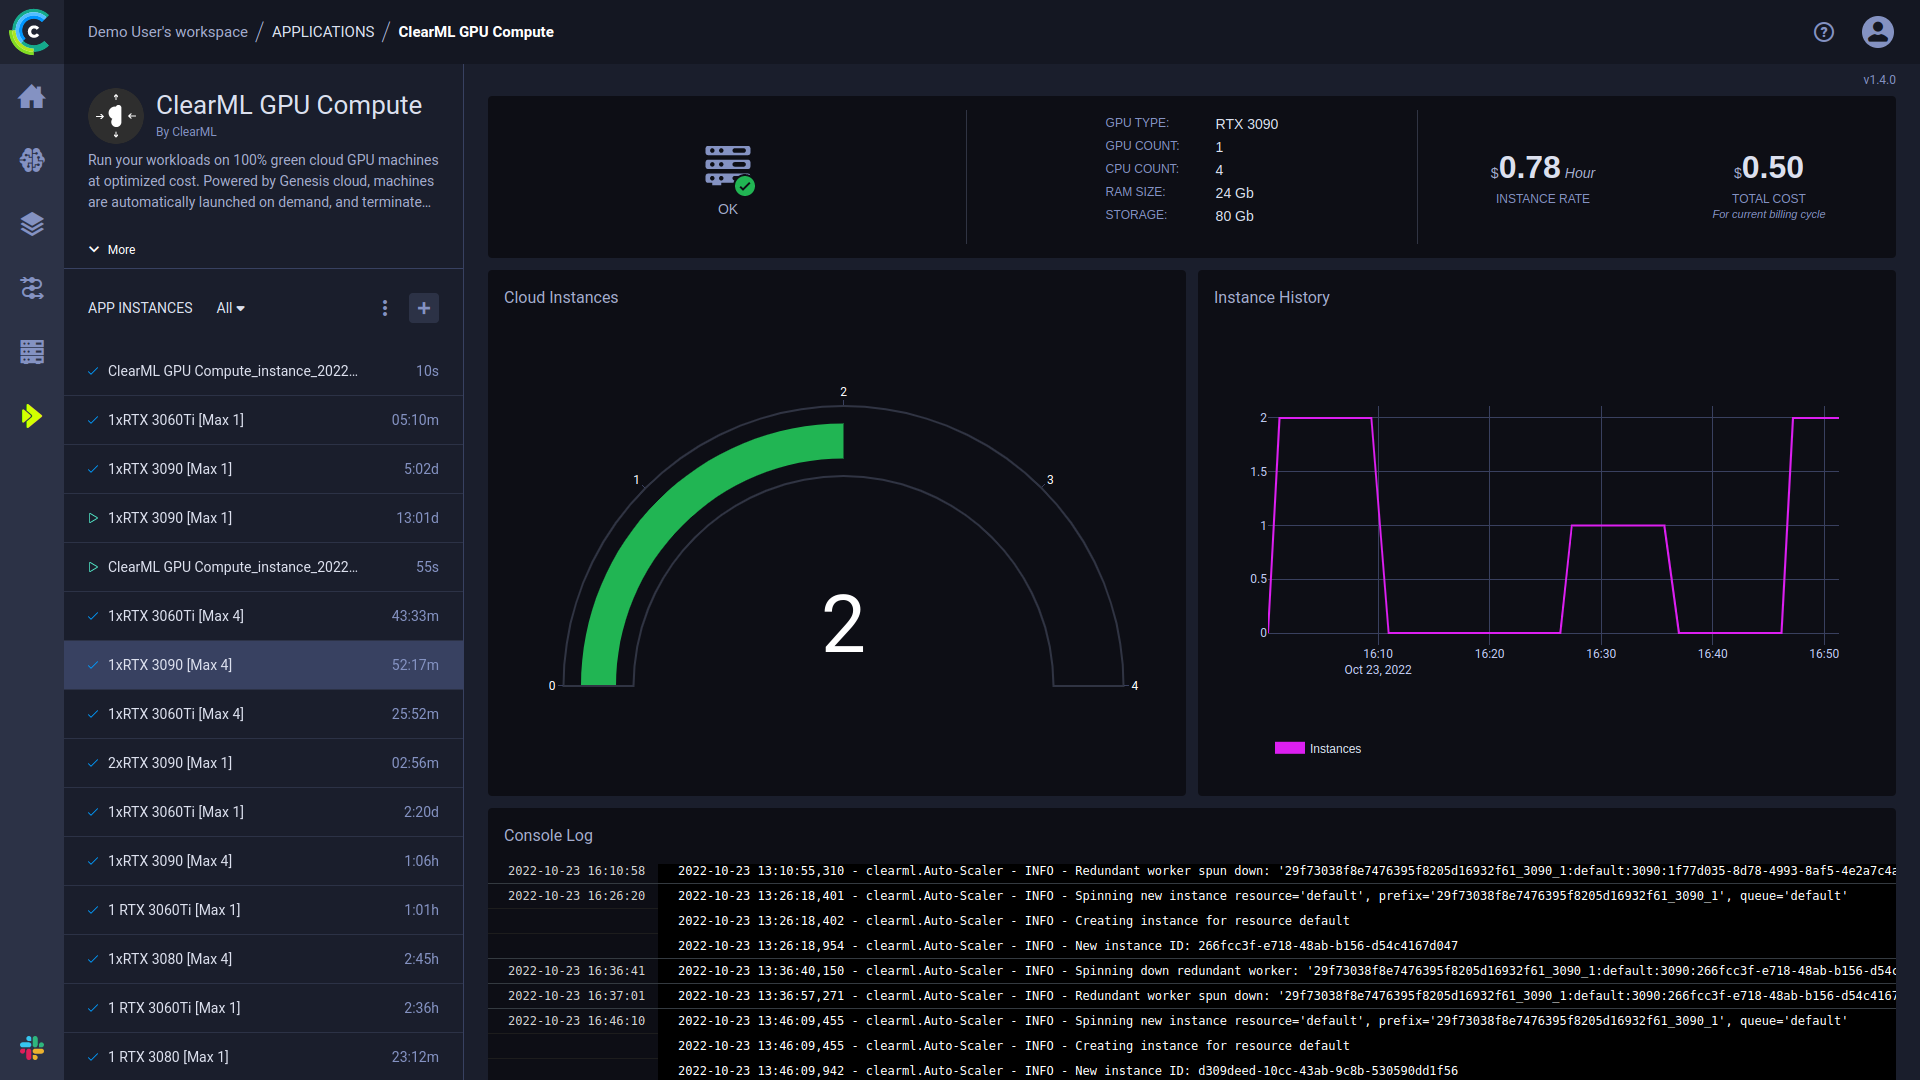 Demo User's workspace / APPLICATIONS / ClearML GPU Compute
v1.4.0
ClearML GPU Compute
By ClearML
Run your workloads on 100% green cloud GPU machines
at optimized cost. Powered by Genesis cloud, machines
are automatically launched on demand, and terminate…
More
APP INSTANCES All
ClearML GPU Compute_instance_2022… 10s
1xRTX 3060Ti [Max 1] 05:10m
1xRTX 3090 [Max 1] 5:02d
1xRTX 3090 [Max 1] 13:01d
ClearML GPU Compute_instance_2022… 55s
1xRTX 3060Ti [Max 4] 43:33m
1xRTX 3090 [Max 4] 52:17m
1xRTX 3060Ti [Max 4] 25:52m
2xRTX 3090 [Max 1] 02:56m
1xRTX 3060Ti [Max 1] 2:20d
1xRTX 3090 [Max 4] 1:06h
1 RTX 3060Ti [Max 1] 1:01h
1xRTX 3080 [Max 4] 2:45h
1 RTX 3060Ti [Max 1] 2:36h
1 RTX 3080 [Max 1] 23:12m
OK
GPU TYPE: RTX 3090
GPU COUNT: 1
CPU COUNT: 4
RAM SIZE: 24 Gb
STORAGE: 80 Gb
$0.78 Hour
INSTANCE RATE
$0.50
TOTAL COST
For current billing cycle
Cloud Instances
2
1
3
2
0
4
Instance History
2
1.5
1
0.5
0
16:10 16:20 16:30 16:40 16:50
Oct 23, 2022
Instances
Console Log
2022-10-23 16:10:58 2022-10-23 13:10:55,310 - clearml.Auto-Scaler - INFO - Redundant worker spun down: '29f73038f8e7476395f8205d16932f61_3090_1:default:3090:1f77d035-8d78-4993-8af5-4e2a7c4a
2022-10-23 16:26:20 2022-10-23 13:26:18,401 - clearml.Auto-Scaler - INFO - Spinning new instance resource='default', prefix='29f73038f8e7476395f8205d16932f61_3090_1', queue='default'
2022-10-23 13:26:18,402 - clearml.Auto-Scaler - INFO - Creating instance for resource default
2022-10-23 13:26:18,954 - clearml.Auto-Scaler - INFO - New instance ID: 266fcc3f-e718-48ab-b156-d54c4167d047
2022-10-23 16:36:41 2022-10-23 13:36:40,150 - clearml.Auto-Scaler - INFO - Spinning down redundant worker: '29f73038f8e7476395f8205d16932f61_3090_1:default:3090:266fcc3f-e718-48ab-b156-d54c
2022-10-23 16:37:01 2022-10-23 13:36:57,271 - clearml.Auto-Scaler - INFO - Redundant worker spun down: '29f73038f8e7476395f8205d16932f61_3090_1:default:3090:266fcc3f-e718-48ab-b156-d54c4167
2022-10-23 16:46:10 2022-10-23 13:46:09,455 - clearml.Auto-Scaler - INFO - Spinning new instance resource='default', prefix='29f73038f8e7476395f8205d16932f61_3090_1', queue='default'
2022-10-23 13:46:09,455 - clearml.Auto-Scaler - INFO - Creating instance for resource default
2022-10-23 13:46:09,942 - clearml.Auto-Scaler - INFO - New instance ID: d309deed-10cc-43ab-9c8b-530590dd1f56